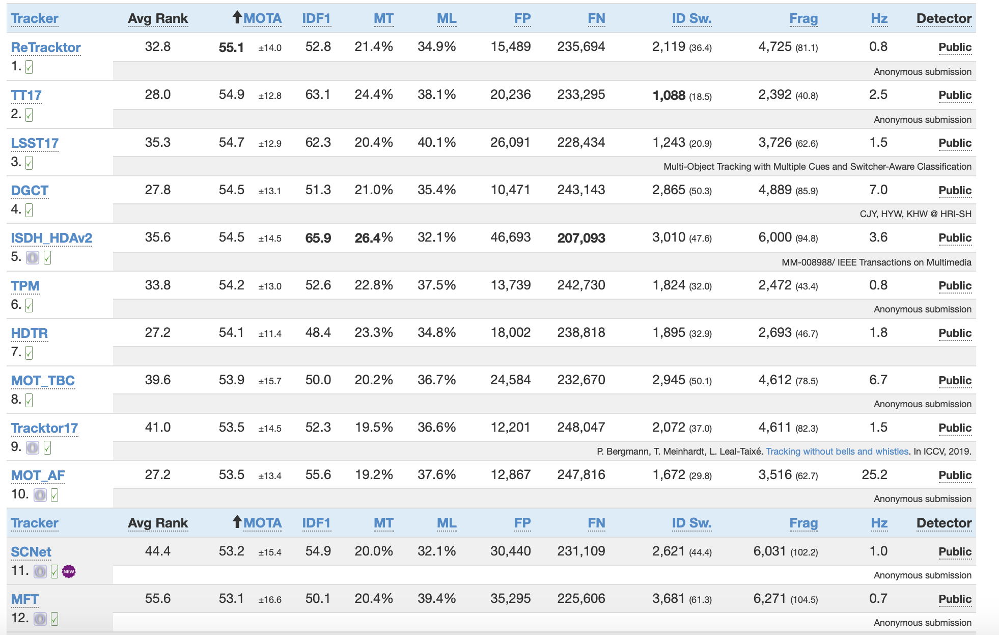 Tracker Avg Rank ↑MOTA IDF1 MT ML FP FN ID Sw. Frag Hz Detector
ReTracktor 32.8 55.1 ±14.0 52.8 21.4% 34.9% 15,489 235,694 2,119 (36.4) 4,725 (81.1) 0.8 Public
1. ✓
Anonymous submission
TT17 28.0 54.9 ±12.8 63.1 24.4% 38.1% 20,236 233,295 1,088 (18.5) 2,392 (40.8) 2.5 Public
2. ✓
Anonymous submission
LSST17 35.3 54.7 ±12.9 62.3 20.4% 40.1% 26,091 228,434 1,243 (20.9) 3,726 (62.6) 1.5 Public
3. ✓
Multi-Object Tracking with Multiple Cues and Switcher-Aware Classification
DGCT 27.8 54.5 ±13.1 51.3 21.0% 35.4% 10,471 243,143 2,865 (50.3) 4,889 (85.9) 7.0 Public
4. ✓
CJY, HYW, KHW @ HRI-SH
ISDH_HDAv2 35.6 54.5 ±14.5 65.9 26.4% 32.1% 46,693 207,093 3,010 (47.6) 6,000 (94.8) 3.6 Public
5. O ✓
MM-008988/ IEEE Transactions on Multimedia
TPM 33.8 54.2 ±13.0 52.6 22.8% 37.5% 13,739 242,730 1,824 (32.0) 2,472 (43.4) 0.8 Public
6. ✓
Anonymous submission
HDTR 27.2 54.1 ±11.4 48.4 23.3% 34.8% 18,002 238,818 1,895 (32.9) 2,693 (46.7) 1.8 Public
7. ✓
MOT_TBC 39.6 53.9 ±15.7 50.0 20.2% 36.7% 24,584 232,670 2,945 (50.1) 4,612 (78.5) 6.7 Public
8. ✓
Anonymous submission
Tracktor17 41.0 53.5 ±14.5 52.3 19.5% 36.6% 12,201 248,047 2,072 (37.0) 4,611 (82.3) 1.5 Public
9. O ✓
P. Bergmann, T. Meinhardt, L. Leal-Taixé. Tracking without bells and whistles. In ICCV, 2019.
MOT_AF 27.2 53.5 ±13.4 55.6 19.2% 37.6% 12,867 247,816 1,672 (29.8) 3,516 (62.7) 25.2 Public
10. O ✓
Anonymous submission
Tracker Avg Rank ↑MOTA IDF1 MT ML FP FN ID Sw. Frag Hz Detector
SCNet 44.4 53.2 ±15.4 54.9 20.0% 32.1% 30,440 231,109 2,621 (44.4) 6,031 (102.2) 1.0 Public
11. O ✓ NEW
Anonymous submission
MFT 55.6 53.1 ±16.6 50.1 20.4% 39.4% 35,295 225,606 3,681 (61.3) 6,271 (104.5) 0.7 Public
12. O ✓
Anonymous submission